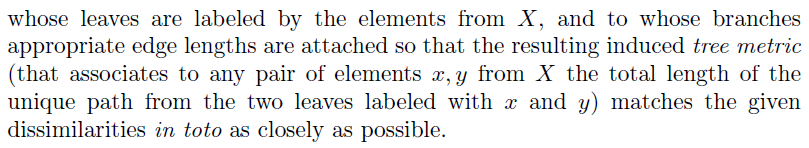 whose leaves are labeled by the elements from X, and to whose branches
appropriate edge lengths are attached so that the resulting induced tree metric
(that associates to any pair of elements x, y from X the total length of the
unique path from the two leaves labeled with x and y) matches the given
dissimilarities in toto as closely as possible.